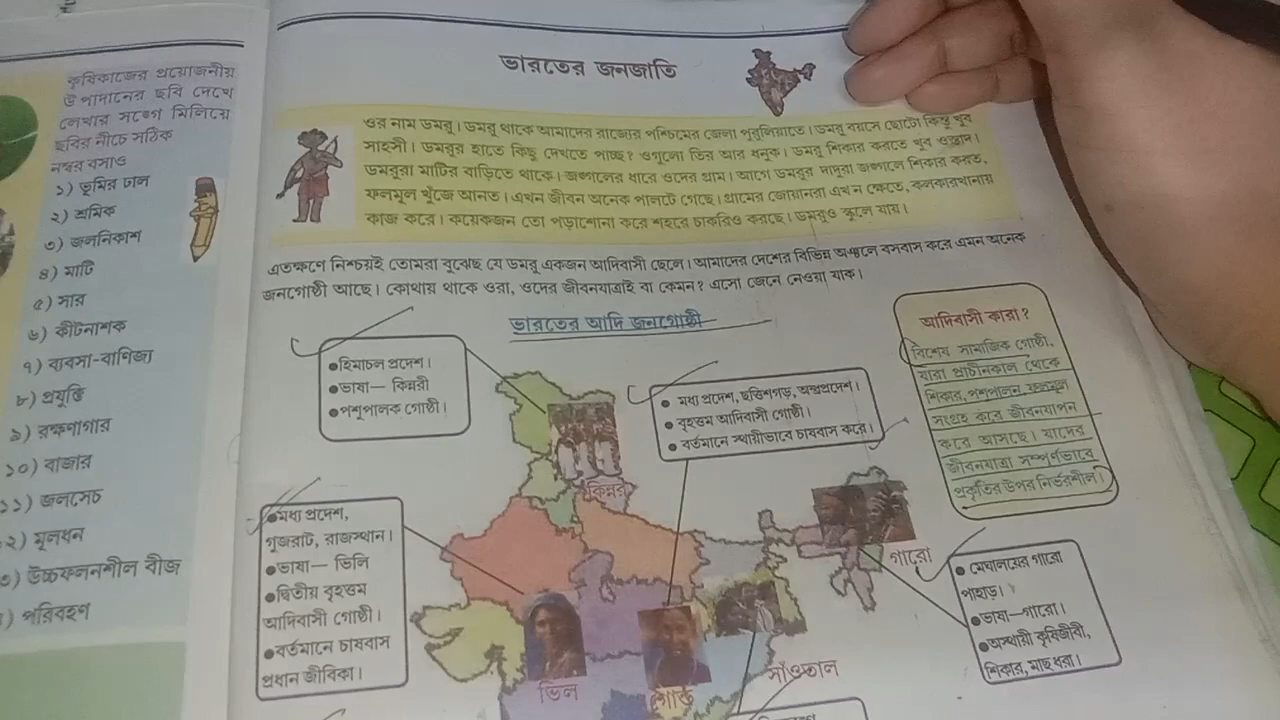 কৃষিকাজের প্রয়োজনীয়
উপাদানের ছবি দেখে
লেখার সঙ্গে মিলিয়ে
ছবির নীচে সঠিক
নম্বর বসাও
১) ভূমির ঢাল
২) শ্রমিক
৩) জলনিকাশ
৪) মাটি
৫) সার
৬) কীটনাশক
৭) ব্যবসা-বাণিজ্য
৮) প্রযুক্তি
৯) রক্ষণাগার
১০) বাজার
১১) জলসেচ
২) মূলধন
৩) উচ্চফলনশীল বীজ
) পরিবহণ
ভারতের জনজাতি
ওর নাম ডমরু। ডমরু থাকে আমাদের রাজ্যের পশ্চিমের জেলা পুরুলিয়াতে। ডমরু বয়সে ছোটো কিন্তু খুব
সাহসী। ডমরুর হাতে কিছু দেখতে পাচ্ছ? ওগুলো তির আর ধনুক। ডমরু শিকার করতে খুব ওস্তাদ।
ডমরুরা মাটির বাড়িতে থাকে। জঙ্গলের ধারে ওদের গ্রাম। আগে ডমরুর দাদুরা জঙ্গলে শিকার করত,
ফলমূল খুঁজে আনত। এখন জীবন অনেক পালটে গেছে। গ্রামের জোয়ানরা এখন ক্ষেতে, কলকারখানায়
কাজ করে। কয়েকজন তো পড়াশোনা করে শহরে চাকরিও করছে। ডমরুও স্কুলে যায়।
এতক্ষণে নিশ্চয়ই তোমরা বুঝেছ যে ডমরু একজন আদিবাসী ছেলে। আমাদের দেশের বিভিন্ন অঞ্চলে বসবাস করে এমন অনেক
জনগোষ্ঠী আছে। কোথায় থাকে ওরা, ওদের জীবনযাত্রাই বা কেমন? এসো জেনে নেওয়া যাক।
ভারতের আদি জনগোষ্ঠী
●হিমাচল প্রদেশ।
●ভাষা— কিন্নরী
●পশুপালক গোষ্ঠী।
● মধ্য প্রদেশ, ছত্তিশগড়, অন্ধ্রপ্রদেশ।
● বৃহত্তম আদিবাসী গোষ্ঠী।
● বর্তমানে স্থায়ীভাবে চাষবাস করে।
আদিবাসী কারা?
বিশেষ সামাজিক গোষ্ঠী,
যারা প্রাচীনকাল থেকে
শিকার, পশুপালন, ফলমূল
সংগ্রহ করে জীবনযাপন
করে আসছে। যাদের
জীবনযাত্রা সম্পূর্ণভাবে
প্রকৃতির উপর নির্ভরশীল।
কিন্নর
●মধ্য প্রদেশ,
গুজরাট, রাজস্থান।
●ভাষা— ভিলি
●দ্বিতীয় বৃহত্তম
আদিবাসী গোষ্ঠী।
●বর্তমানে চাষবাস
প্রধান জীবিকা।
গারো
● মেঘালয়ের গারো
পাহাড়।
●ভাষা—গারো।
●অস্থায়ী কৃষিজীবী,
শিকার, মাছ ধরা।
ভিল
গোন্ড
সাঁওতাল